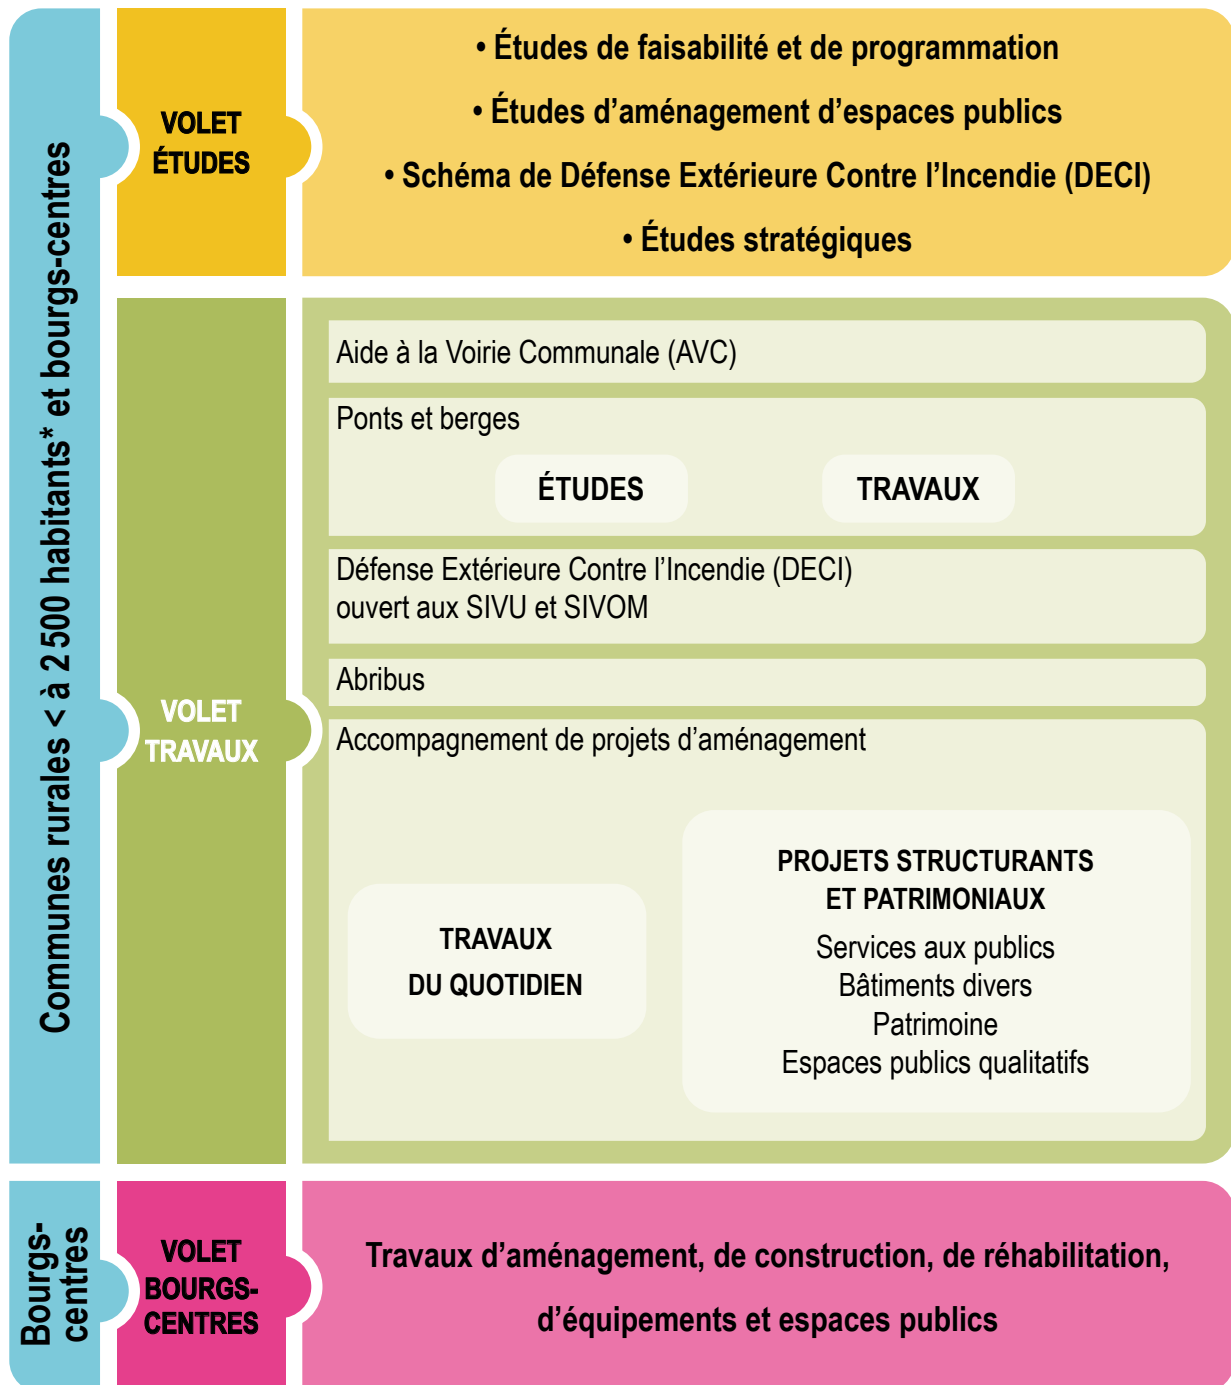 Communes rurales < à 2 500 habitants* et bourgs-centres
VOLET
ÉTUDES
• Études de faisabilité et de programmation
• Études d’aménagement d’espaces publics
• Schéma de Défense Extérieure Contre l’Incendie (DECI)
• Études stratégiques
VOLET
TRAVAUX
Aide à la Voirie Communale (AVC)
Ponts et berges
ÉTUDES
TRAVAUX
Défense Extérieure Contre l’Incendie (DECI)
ouvert aux SIVU et SIVOM
Abribus
Accompagnement de projets d’aménagement
TRAVAUX
DU QUOTIDIEN
PROJETS STRUCTURANTS
ET PATRIMONIAUX
Services aux publics
Bâtiments divers
Patrimoine
Espaces publics qualitatifs
Bourgs-
centres
VOLET
BOURGS-
CENTRES
Travaux d’aménagement, de construction, de réhabilitation,
d’équipements et espaces publics